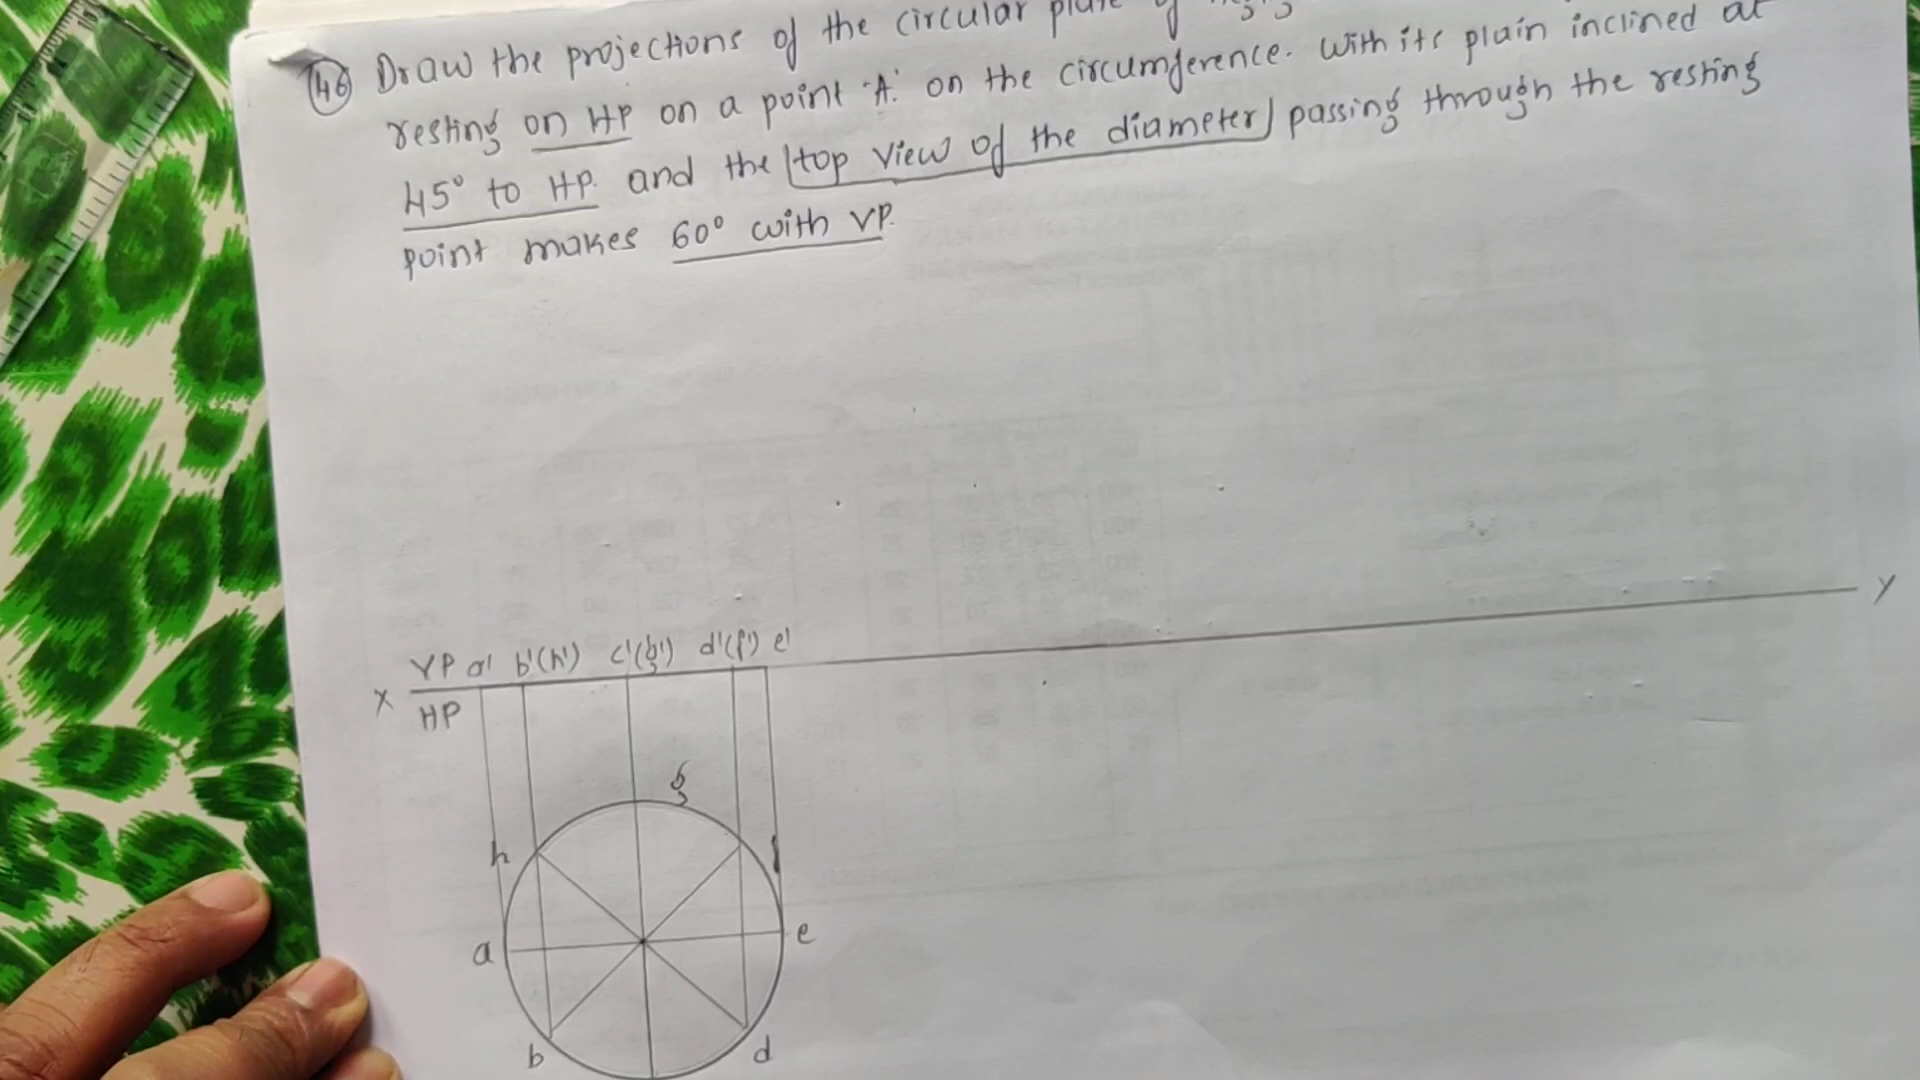 46 Draw the projections of the circular plate of
resting on HP on a point 'A' on the circumference. With its plain inclined at
45° to HP. and the top view of the diameter passing through the resting
point makes 60° with VP.
Y
VP a' b'(h') c'(g') d'(f') e'
X
HP
g
h f
a e
b d